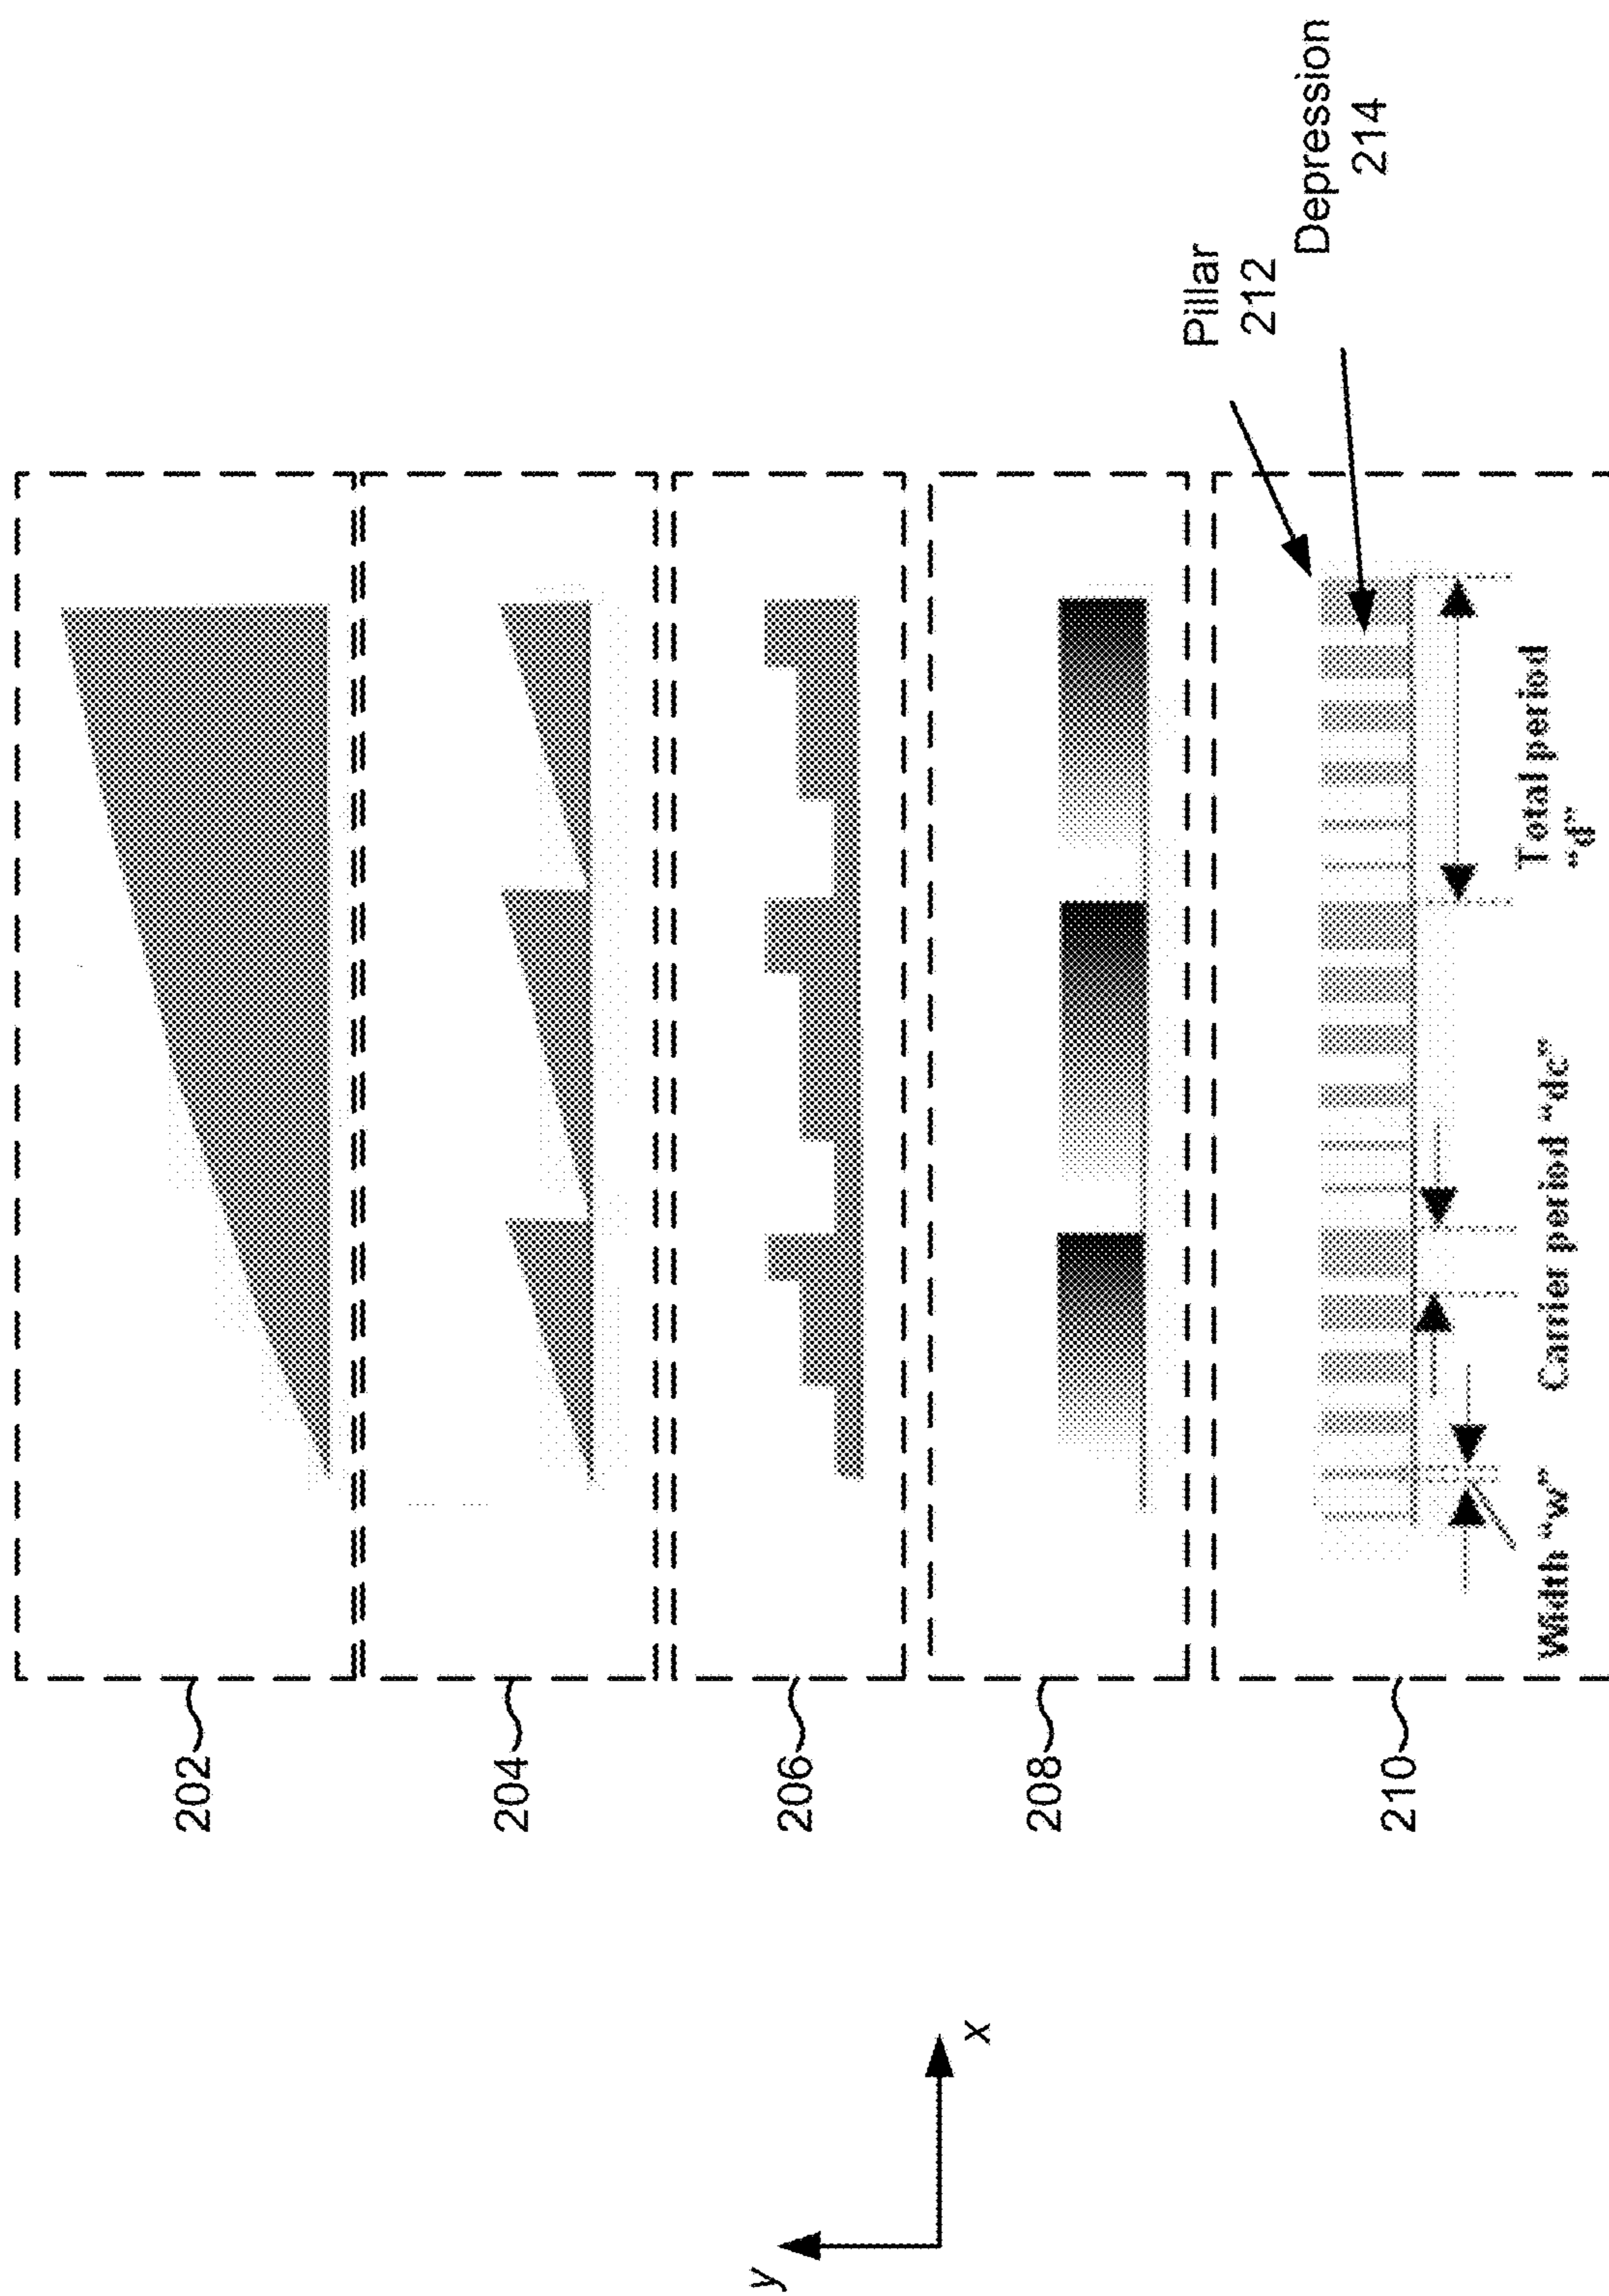 202
204
206
208
210
Pillar
212
Depression
214
Width “w”
Carrier period “dc”
Total period
“d”
y
x